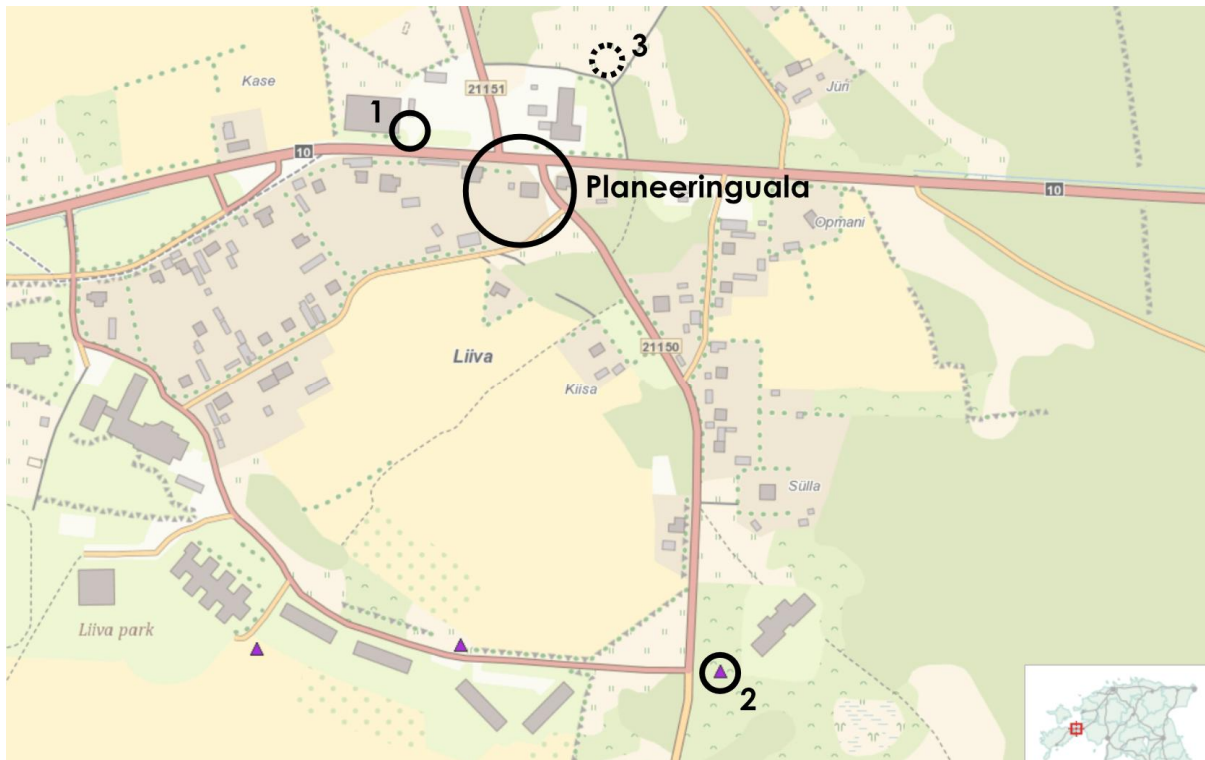 3
Kase
21151
Jüri
1
10
Planeeringuala
10
Opmani
Liiva
21150
Kiisa
Sülla
Liiva park
2